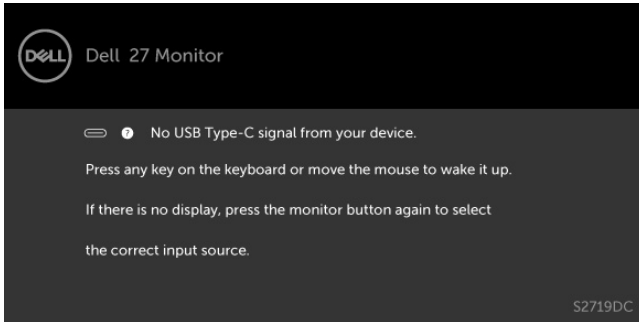 DELL
Dell 27 Monitor
? No USB Type-C signal from your device.
Press any key on the keyboard or move the mouse to wake it up.
If there is no display, press the monitor button again to select
the correct input source.
S2719DC